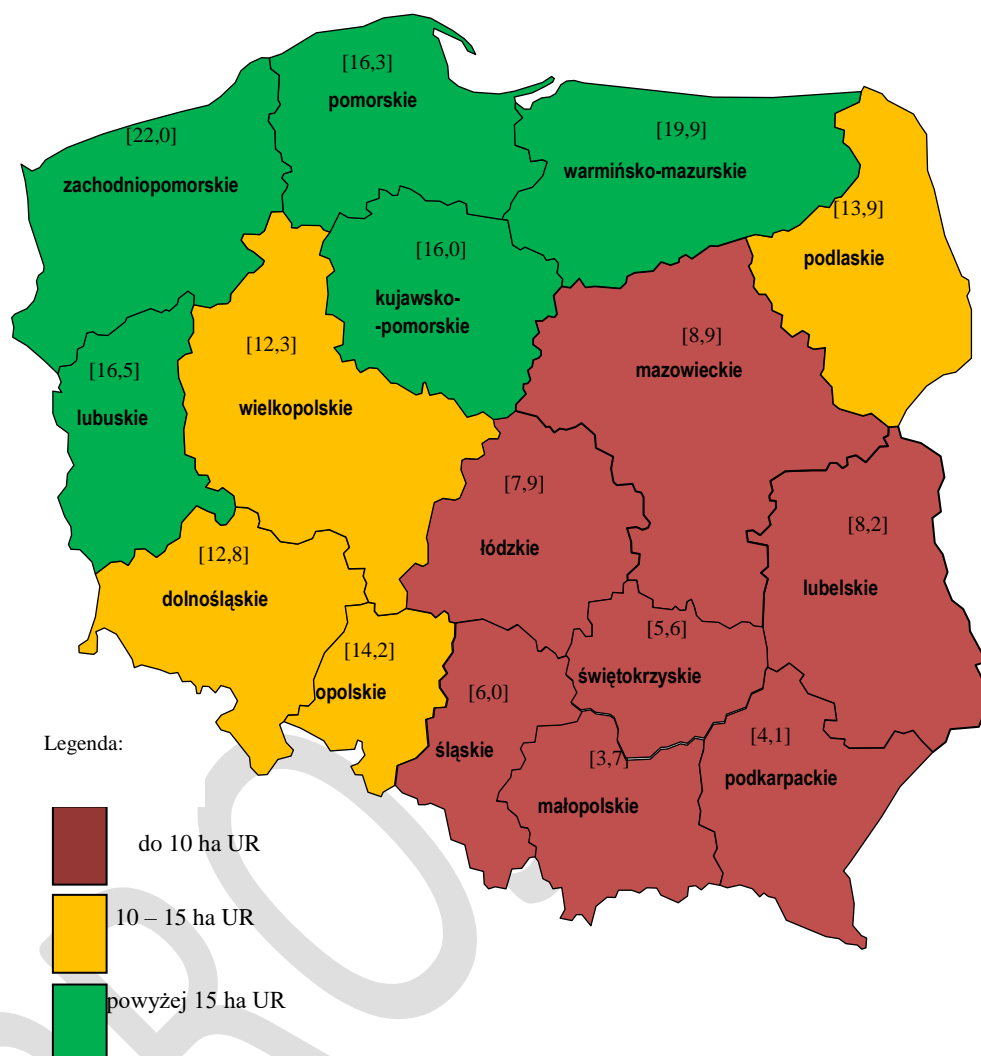 [16,3]
pomorskie
[22,0]
zachodniopomorskie
[19,9]
warmińsko-mazurskie
[13,9]
podlaskie
[16,0]
kujawsko-
-pomorskie
[16,5]
lubuskie
[12,3]
wielkopolskie
[8,9]
mazowieckie
[7,9]
łódzkie
[8,2]
lubelskie
[12,8]
dolnośląskie
[14,2]
opolskie
[5,6]
świętokrzyskie
[6,0]
śląskie
[3,7]
małopolskie
[4,1]
podkarpackie
Legenda:
do 10 ha UR
10 – 15 ha UR
powyżej 15 ha UR